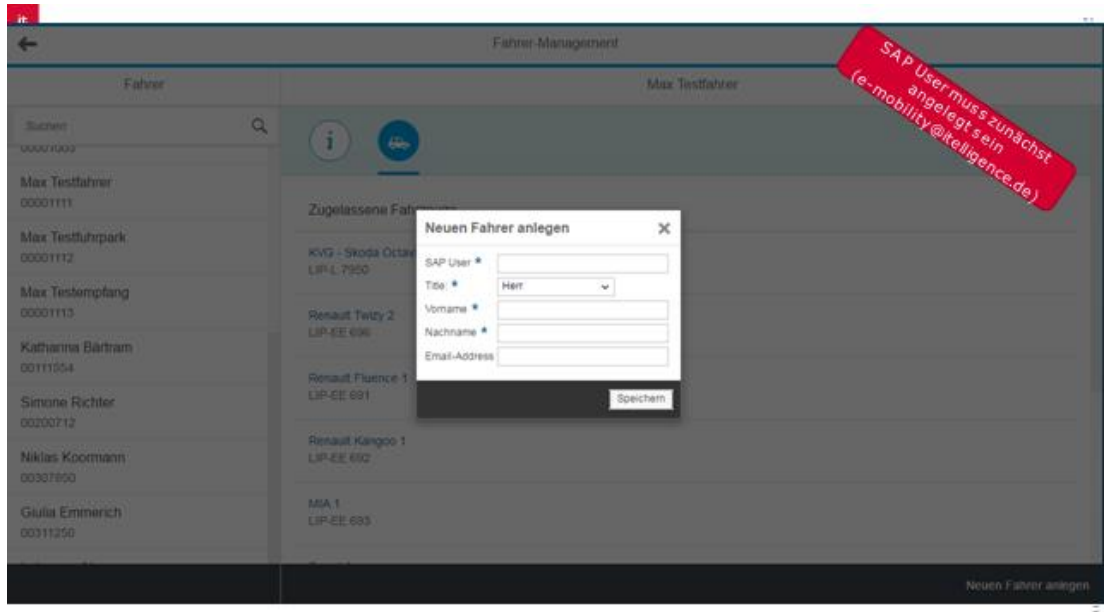 it.
Fahrer-Management
Fahrer
Max Testfahrer
SAP User muss zunächst
angelegt sein
(e-mobility@itelligence.de)
Suchen
00001003
Max Testfahrer
00001111
Max Testfuhrpark
00001112
Max Testempfang
00001113
Katharina Bartram
00111554
Simone Richter
00200712
Niklas Koormann
00307850
Giulia Emmerich
00311250
i
Zugelassene
KVG - Skoda
LIP-L 7950
Renault Twizy 2
LIP-EE 696
Renault Fluence 1
LIP-EE 691
Renault Kangoo 1
LIP-EE 692
MIA 1
LIP-EE 693
Neuen Fahrer anlegen
SAP User *
Title: *
Herr
Vorname *
Nachname *
Email-Address
Speichern
Neuen Fahrer anlegen